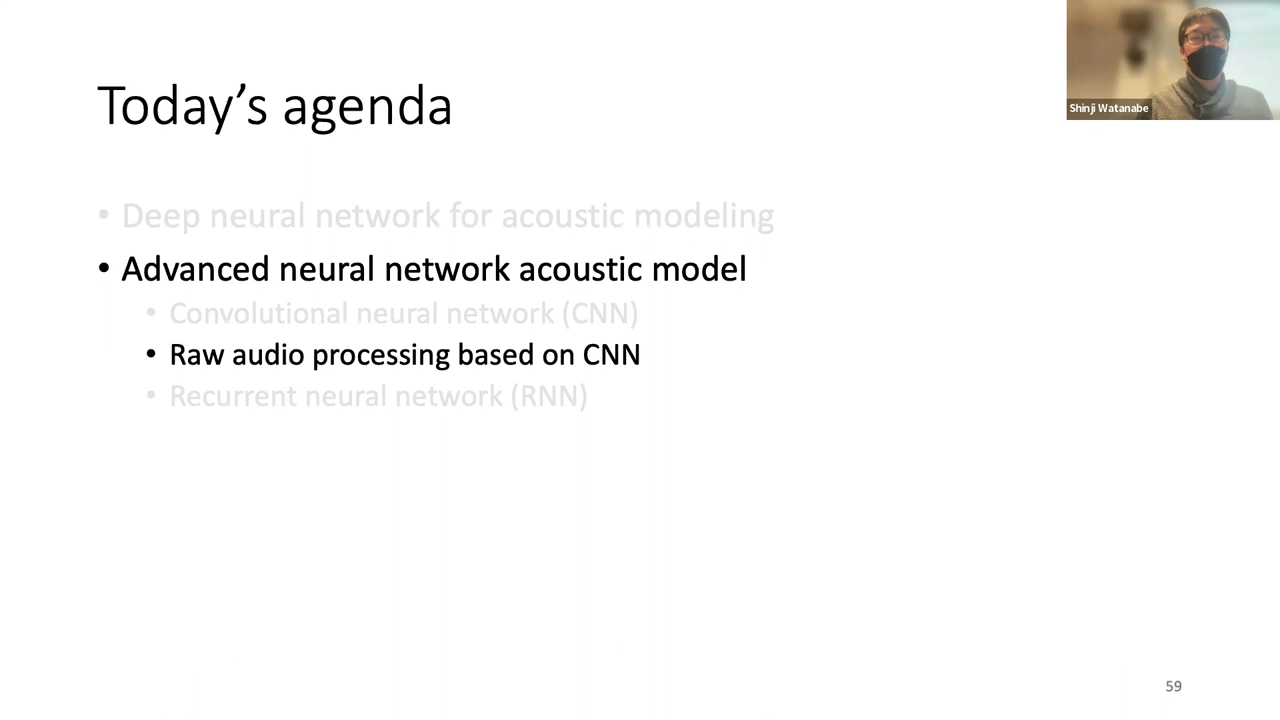 Today's agenda
Shinji Watanabe
• Deep neural network for acoustic modeling
• Advanced neural network acoustic model
• Convolutional neural network (CNN)
• Raw audio processing based on CNN
• Recurrent neural network (RNN)
59